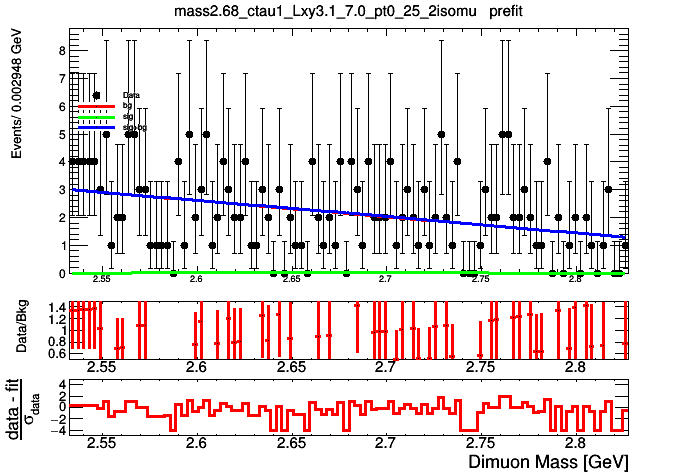 mass2.68_ctau1_Lxy3.1_7.0_pt0_25_2isomu prefit
Events/ 0.002948 GeV
8
7
6
5
4
3
2
1
0
Data
bg
sig
sig+bg
2.55 2.6 2.65 2.7 2.75 2.8
Data/Bkg
1.4
1.2
1.0
0.8
0.6
2.55 2.6 2.65 2.7 2.75 2.8
data - fit
σdata
4
2
0
−2
−4
2.55 2.6 2.65 2.7 2.75 2.8
Dimuon Mass [GeV]